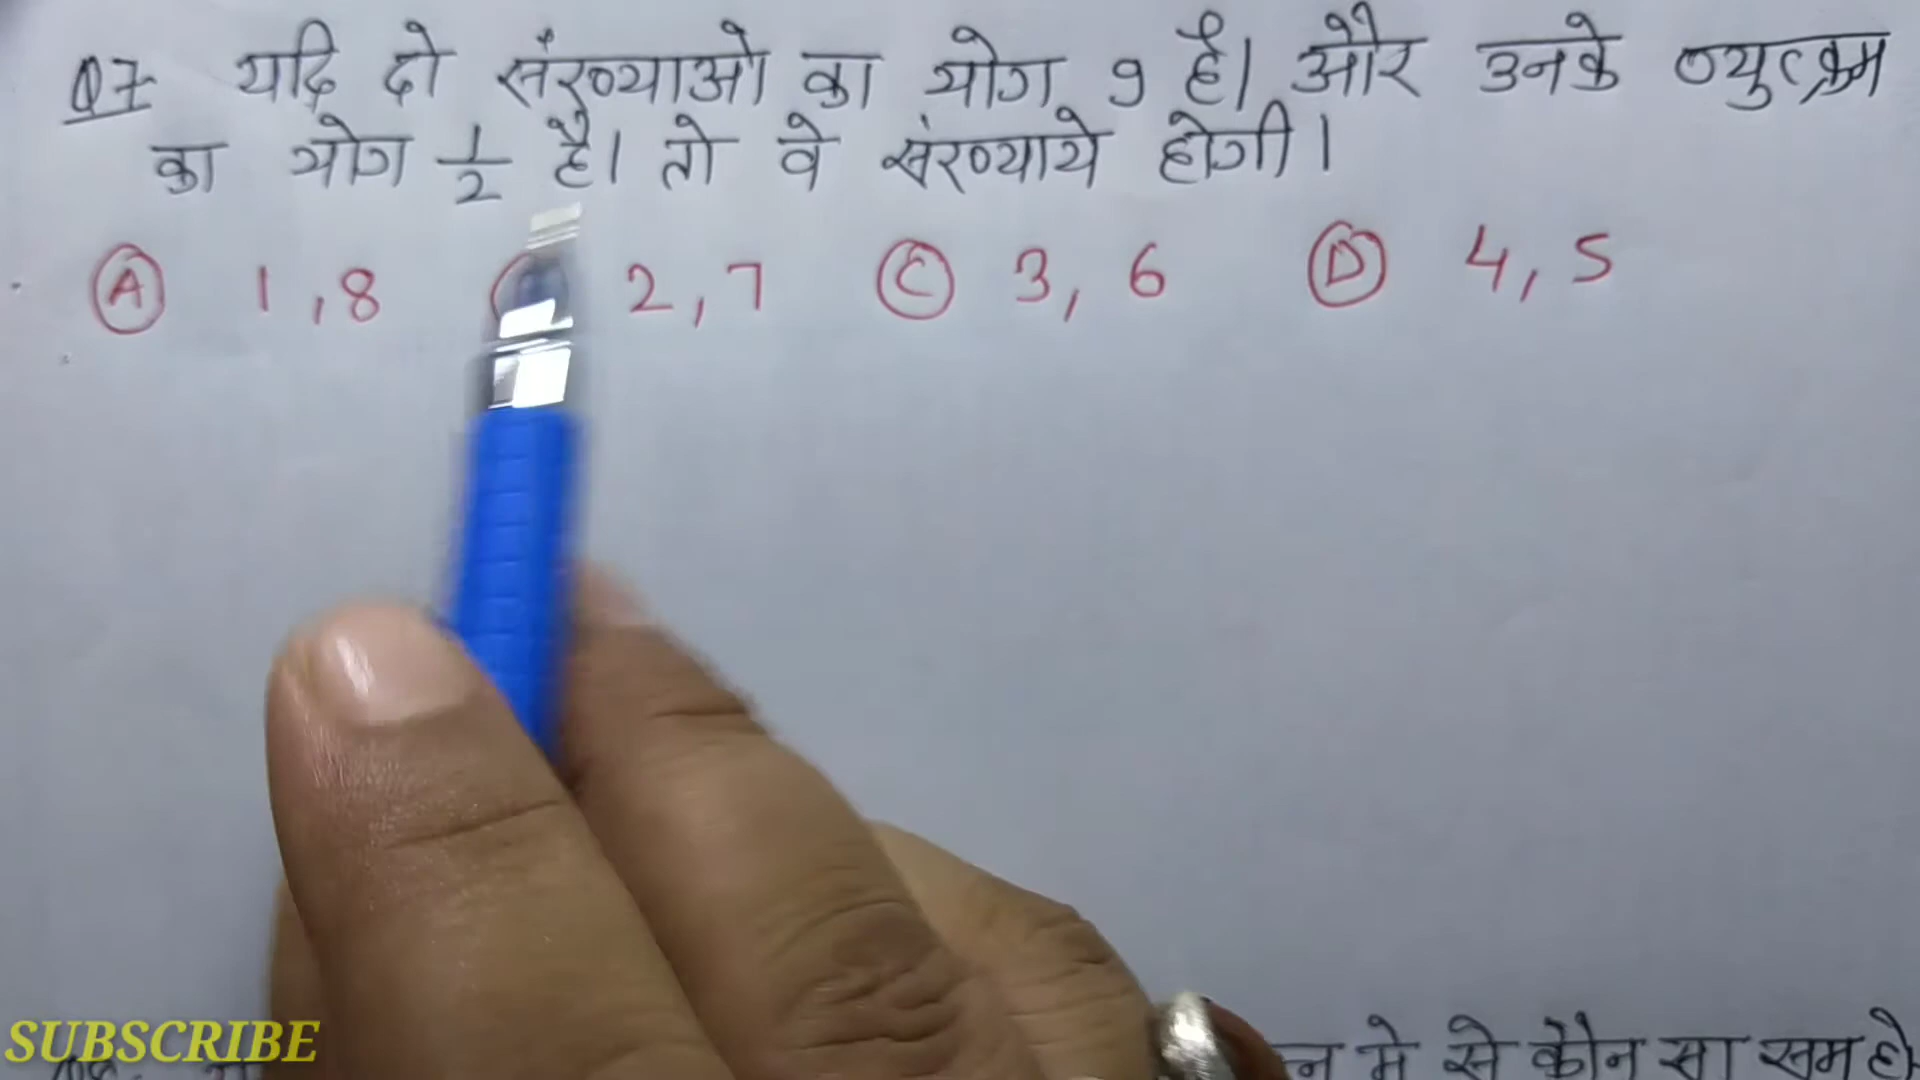 Q7 यदि दो संख्याओ का योग 9 है। और उनके व्युत्क्रम
का योग 1/2 है। तो वे संख्याये होगी।
A 1,8 2,7 C 3,6 D 4,5
मे से कौन सा सम हो
SUBSCRIBE